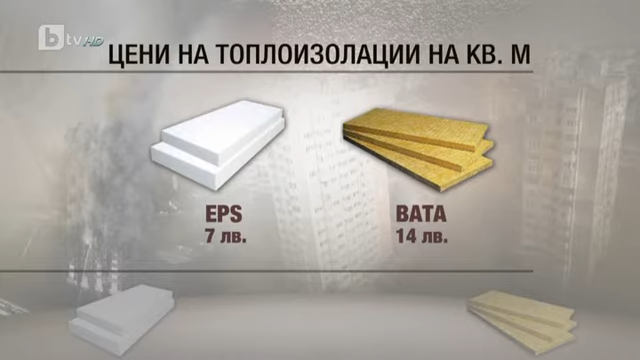 btv HD
ЦЕНИ НА ТОПЛОИЗОЛАЦИИ НА КВ. М
EPS
7 лв.
ВАТА
14 лв.